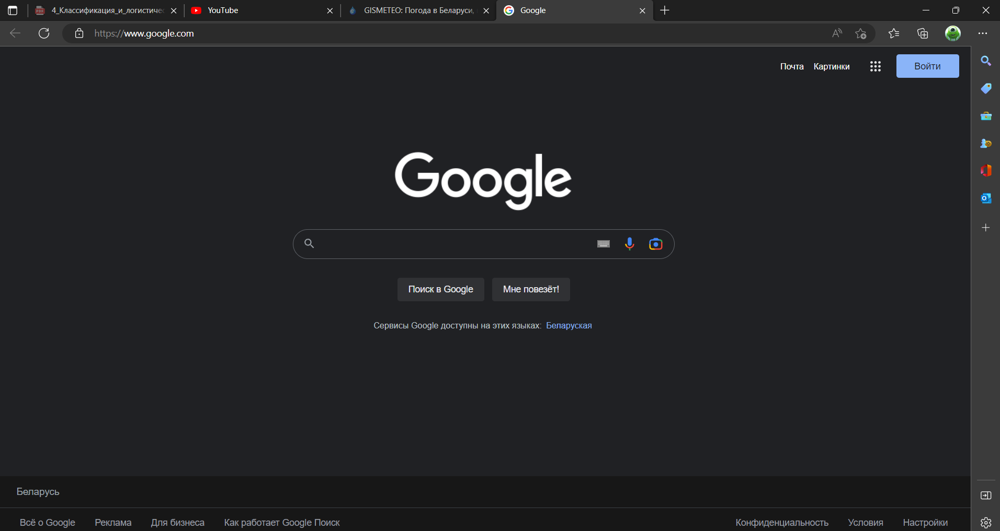 4_Классификация_и_логистичес
YouTube
GISMETEO: Погода в Беларуси,
Google
https://www.google.com
Почта
Картинки
Войти
Google
Поиск в Google
Мне повезёт!
Сервисы Google доступны на этих языках: Беларуская
Беларусь
Всё о Google
Реклама
Для бизнеса
Как работает Google Поиск
Конфиденциальность
Условия
Настройки